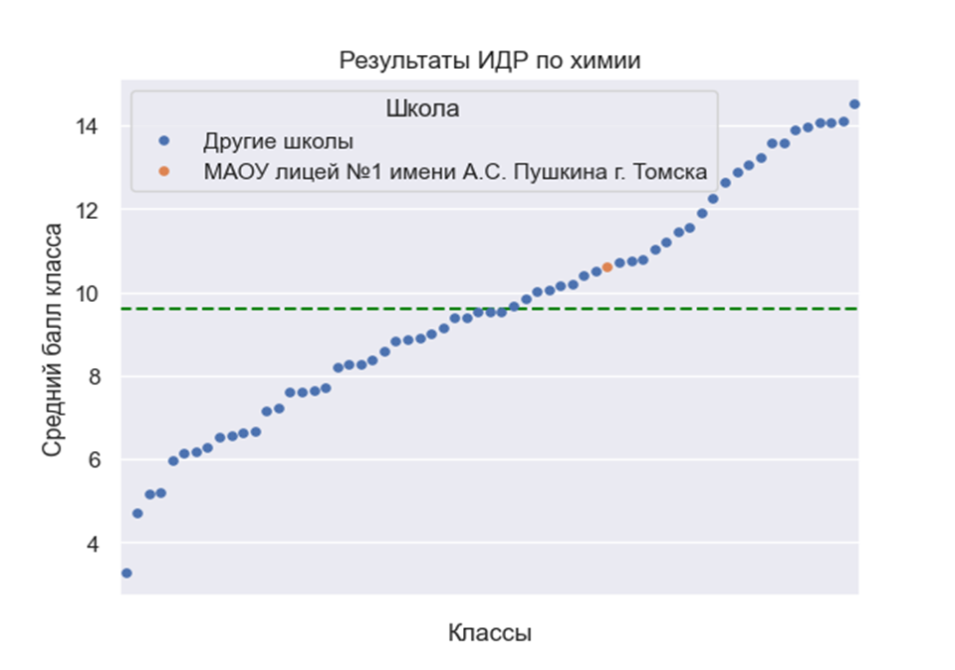 Результаты ИДР по химии
Школа
Другие школы
МАОУ лицей №1 имени А.С. Пушкина г. Томска
Средний балл класса
14
12
10
8
6
4
Классы